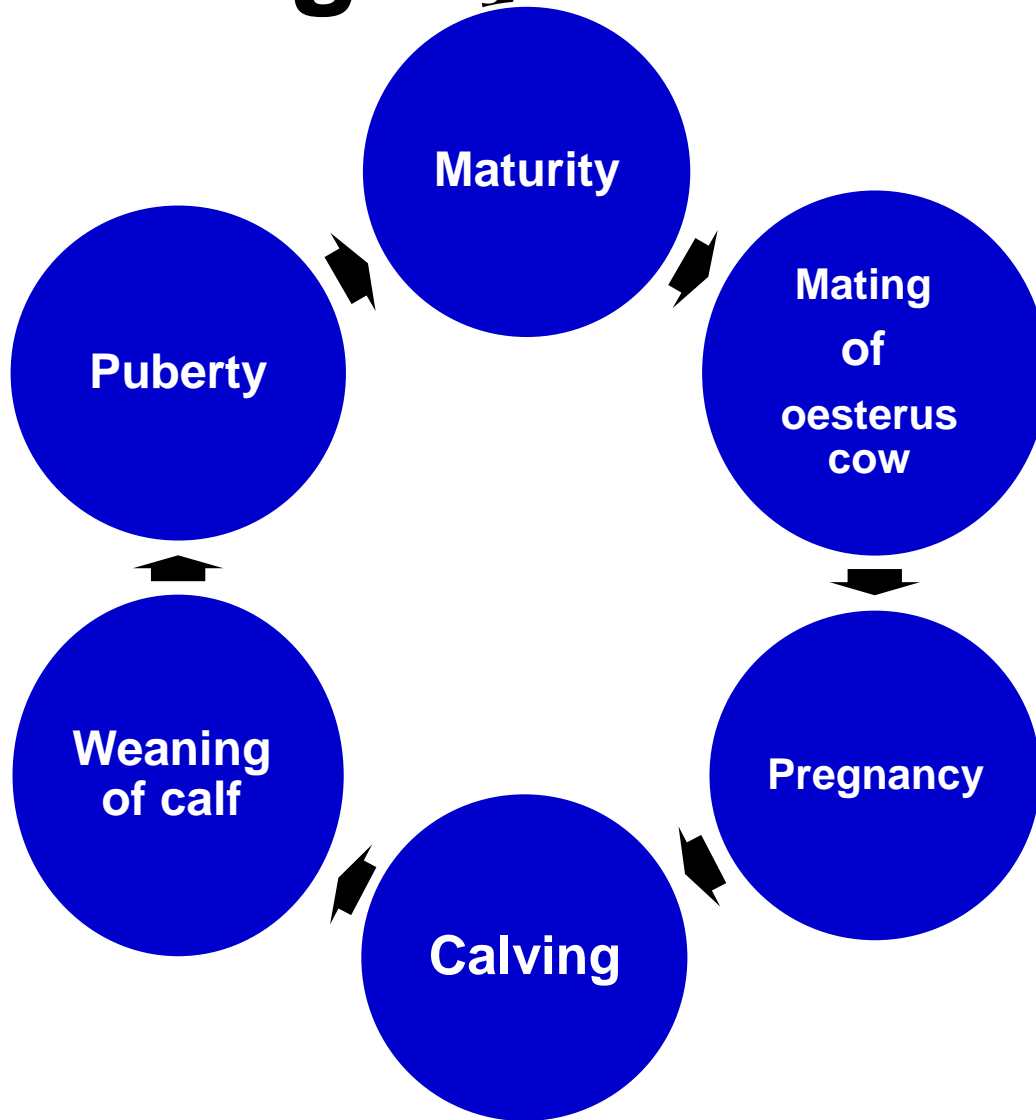 Maturity
Mating
of
oesterus
cow
Pregnancy
Calving
Weaning
of calf
Puberty